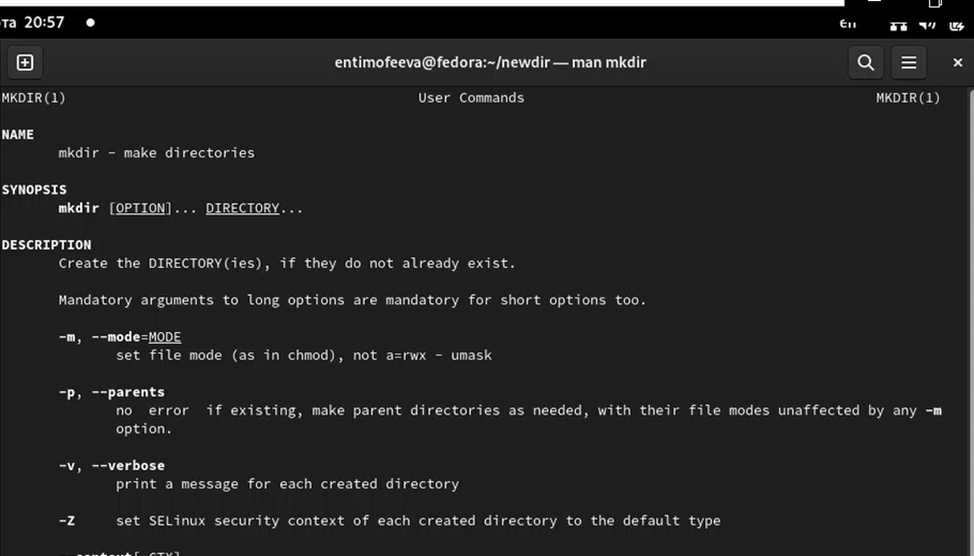 та 20:57 en
entimofeeva@fedora:~/newdir — man mkdir
MKDIR(1) User Commands MKDIR(1)
NAME
mkdir - make directories
SYNOPSIS
mkdir [OPTION]... DIRECTORY...
DESCRIPTION
Create the DIRECTORY(ies), if they do not already exist.
Mandatory arguments to long options are mandatory for short options too.
-m, --mode=MODE
set file mode (as in chmod), not a=rwx - umask
-p, --parents
no error if existing, make parent directories as needed, with their file modes unaffected by any -m
option.
-v, --verbose
print a message for each created directory
-Z set SELinux security context of each created directory to the default type
--context[=CTX]